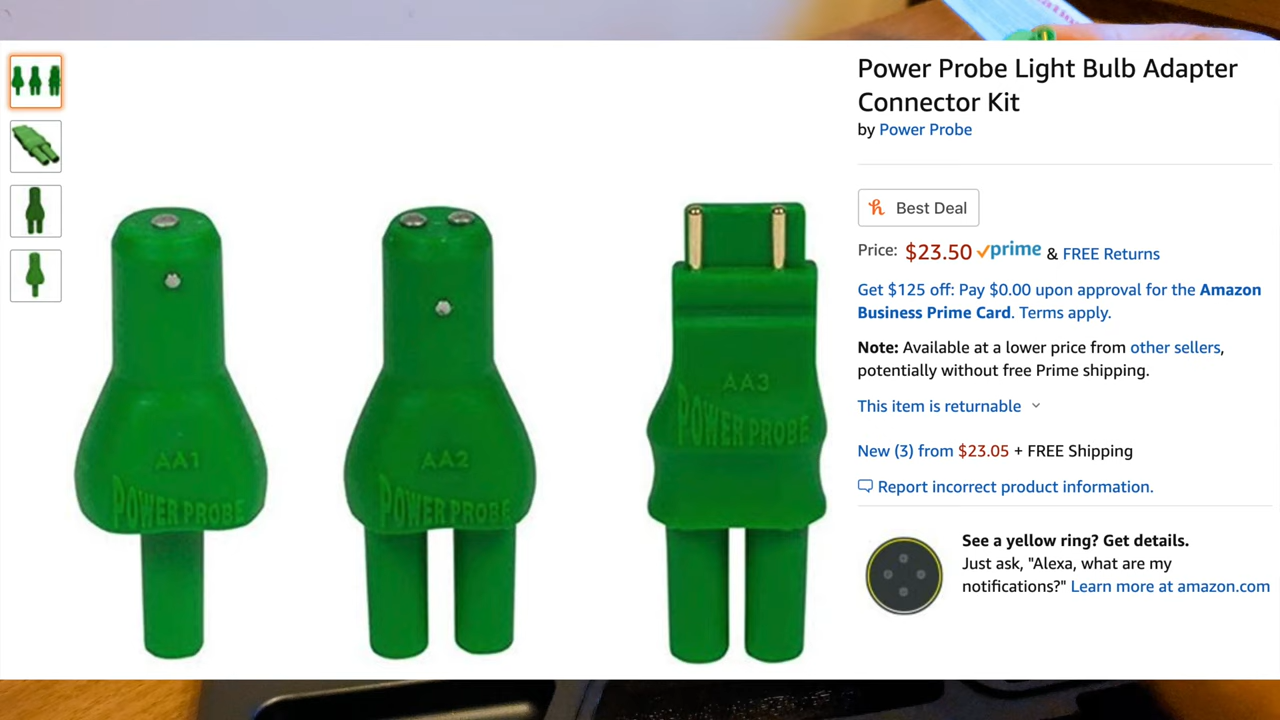 Power Probe Light Bulb Adapter
Connector Kit
by Power Probe
Best Deal
Price: $23.50 prime & FREE Returns
Get $125 off: Pay $0.00 upon approval for the Amazon
Business Prime Card. Terms apply.
Note: Available at a lower price from other sellers,
potentially without free Prime shipping.
This item is returnable
New (3) from $23.05 + FREE Shipping
Report incorrect product information.
See a yellow ring? Get details.
Just ask, "Alexa, what are my
notifications?" Learn more at amazon.com
AA1
POWER PROBE
AA2
POWER PROBE
AA3
POWER PROBE